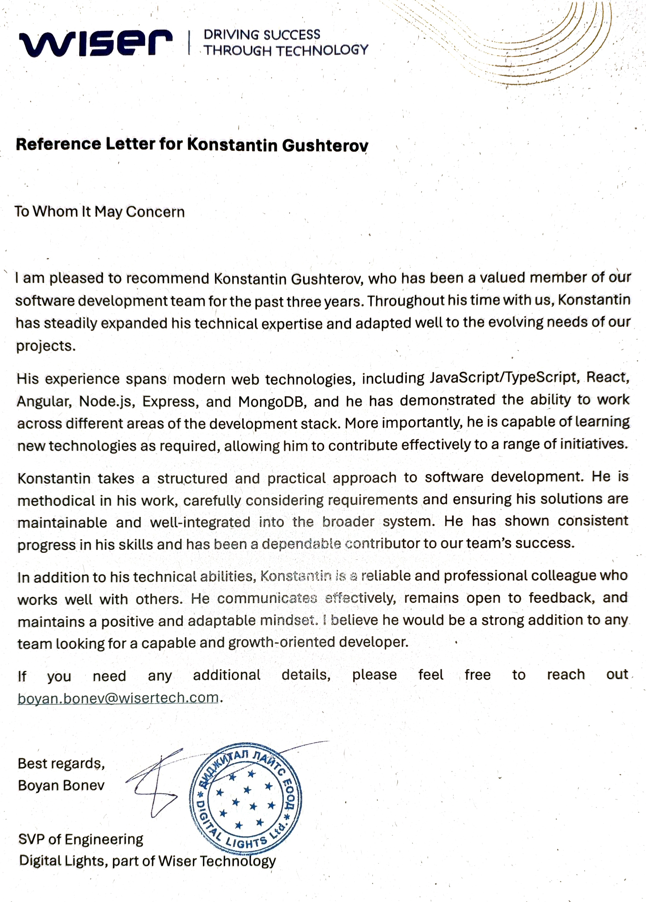 wiser
DRIVING SUCCESS
THROUGH TECHNOLOGY
Reference Letter for Konstantin Gushterov
To Whom It May Concern
I am pleased to recommend Konstantin Gushterov, who has been a valued member of our
software development team for the past three years. Throughout his time with us, Konstantin
has steadily expanded his technical expertise and adapted well to the evolving needs of our
projects.
His experience spans modern web technologies, including JavaScript/TypeScript, React,
Angular, Node.js, Express, and MongoDB, and he has demonstrated the ability to work
across different areas of the development stack. More importantly, he is capable of learning
new technologies as required, allowing him to contribute effectively to a range of initiatives.
Konstantin takes a structured and practical approach to software development. He is
methodical in his work, carefully considering requirements and ensuring his solutions are
maintainable and well-integrated into the broader system. He has shown consistent
progress in his skills and has been a dependable contributor to our team's success.
In addition to his technical abilities, Konstantin is a reliable and professional colleague who
works well with others. He communicates effectively, remains open to feedback, and
maintains a positive and adaptable mindset. I believe he would be a strong addition to any
team looking for a capable and growth-oriented developer.
If you need any additional details, please feel free to reach out
boyan.bonev@wisertech.com.
Best regards,
Boyan Bonev
ДИДЖИТАЛ ЛАЙТС ЕООД
DIGITAL LIGHTS Ltd.
SVP of Engineering
Digital Lights, part of Wiser Technology